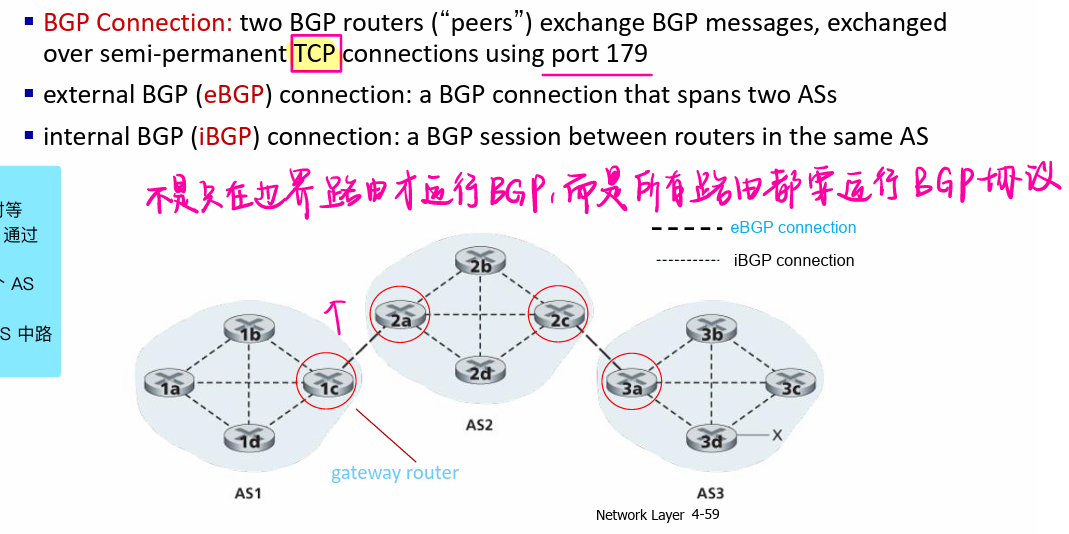 ▪ BGP Connection: two BGP routers (“peers”) exchange BGP messages, exchanged
over semi-permanent TCP connections using port 179
▪ external BGP (eBGP) connection: a BGP connection that spans two ASs
▪ internal BGP (iBGP) connection: a BGP session between routers in the same AS
不是只在边界路由才运行BGP,而是所有路由都要运行BGP协议
对等
通过
个 AS
S 中路
eBGP connection
iBGP connection
2b
2a
2c
2d
AS2
1b
1a
1c
1d
AS1
gateway router
3b
3a
3c
3d
X
AS3
Network Layer 4-59